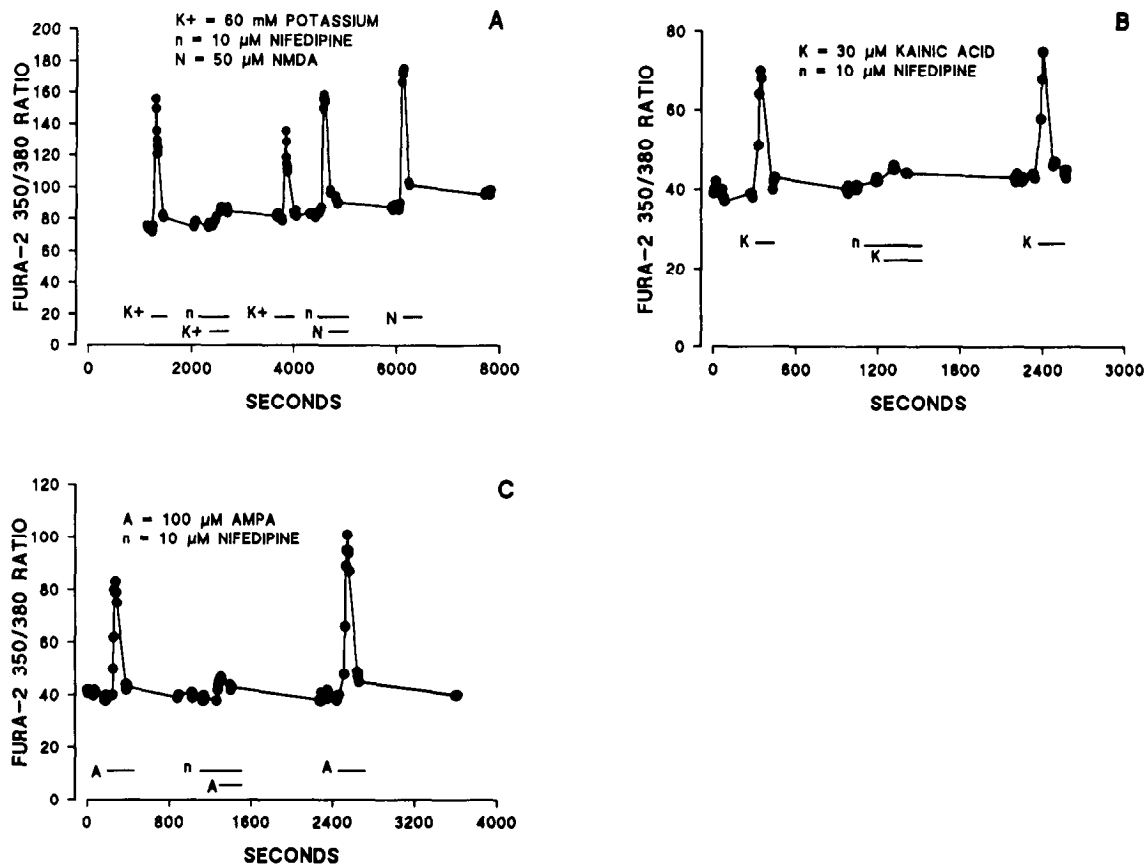 A
K+ = 60 mM POTASSIUM
n = 10 µM NIFEDIPINE
N = 50 µM NMDA
FURA-2 350/380 RATIO
200
180
160
140
120
100
80
60
40
20
0
K+
n
K+
K+
n
N
N
0 2000 4000 6000 8000
SECONDS
B
K = 30 µM KAINIC ACID
n = 10 µM NIFEDIPINE
FURA-2 350/380 RATIO
80
60
40
20
0
K
n
K
K
0 600 1200 1800 2400 3000
SECONDS
C
A = 100 µM AMPA
n = 10 µM NIFEDIPINE
FURA-2 350/380 RATIO
120
100
80
60
40
20
0
A
n
A
A
0 800 1600 2400 3200 4000
SECONDS